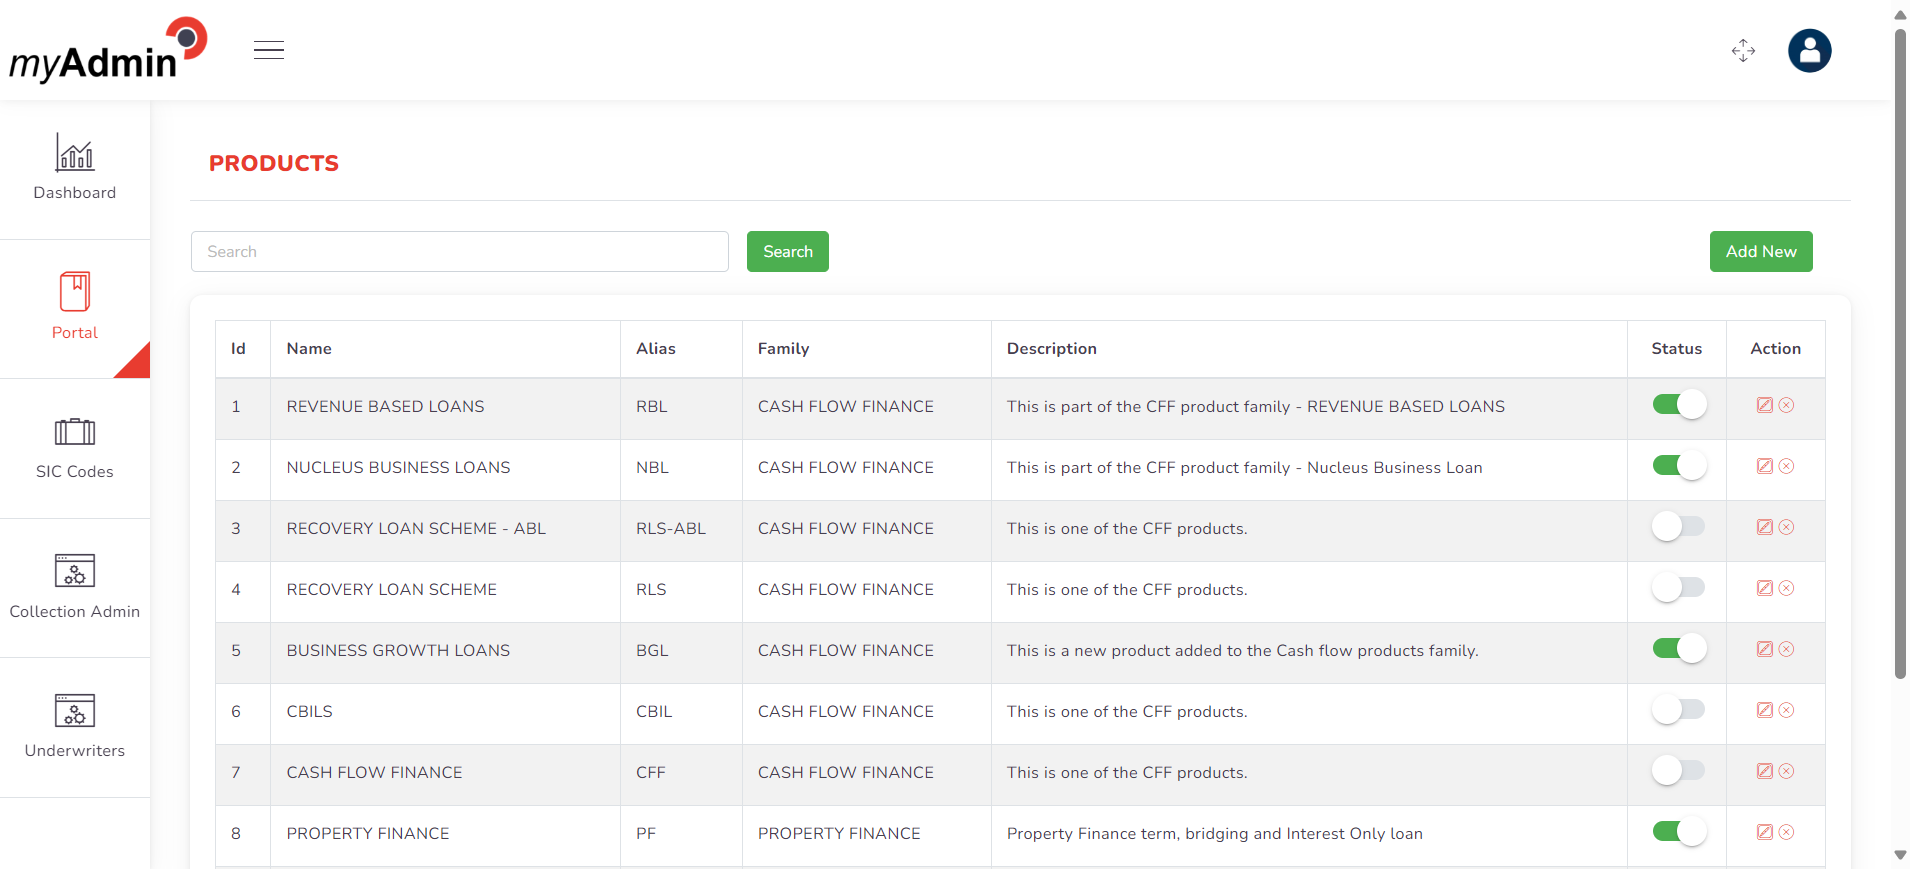 myAdmin
Dashboard
Portal
SIC Codes
Collection Admin
Underwriters
PRODUCTS
Search
Search
Add New
Id Name Alias Family Description Status Action
1 REVENUE BASED LOANS RBL CASH FLOW FINANCE This is part of the CFF product family - REVENUE BASED LOANS
2 NUCLEUS BUSINESS LOANS NBL CASH FLOW FINANCE This is part of the CFF product family - Nucleus Business Loan
3 RECOVERY LOAN SCHEME - ABL RLS-ABL CASH FLOW FINANCE This is one of the CFF products.
4 RECOVERY LOAN SCHEME RLS CASH FLOW FINANCE This is one of the CFF products.
5 BUSINESS GROWTH LOANS BGL CASH FLOW FINANCE This is a new product added to the Cash flow products family.
6 CBILS CBIL CASH FLOW FINANCE This is one of the CFF products.
7 CASH FLOW FINANCE CFF CASH FLOW FINANCE This is one of the CFF products.
8 PROPERTY FINANCE PF PROPERTY FINANCE Property Finance term, bridging and Interest Only loan